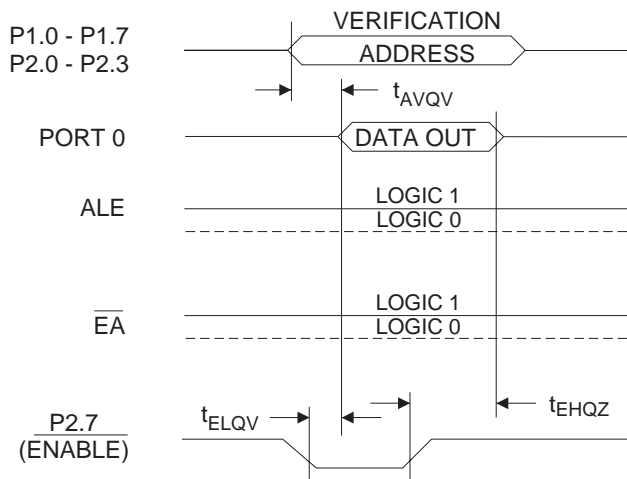 VERIFICATION
P1.0 - P1.7
P2.0 - P2.3
ADDRESS
tAVQV
PORT 0
DATA OUT
ALE
LOGIC 1
LOGIC 0
EA
LOGIC 1
LOGIC 0
P2.7
(ENABLE)
tELQV
tEHQZ